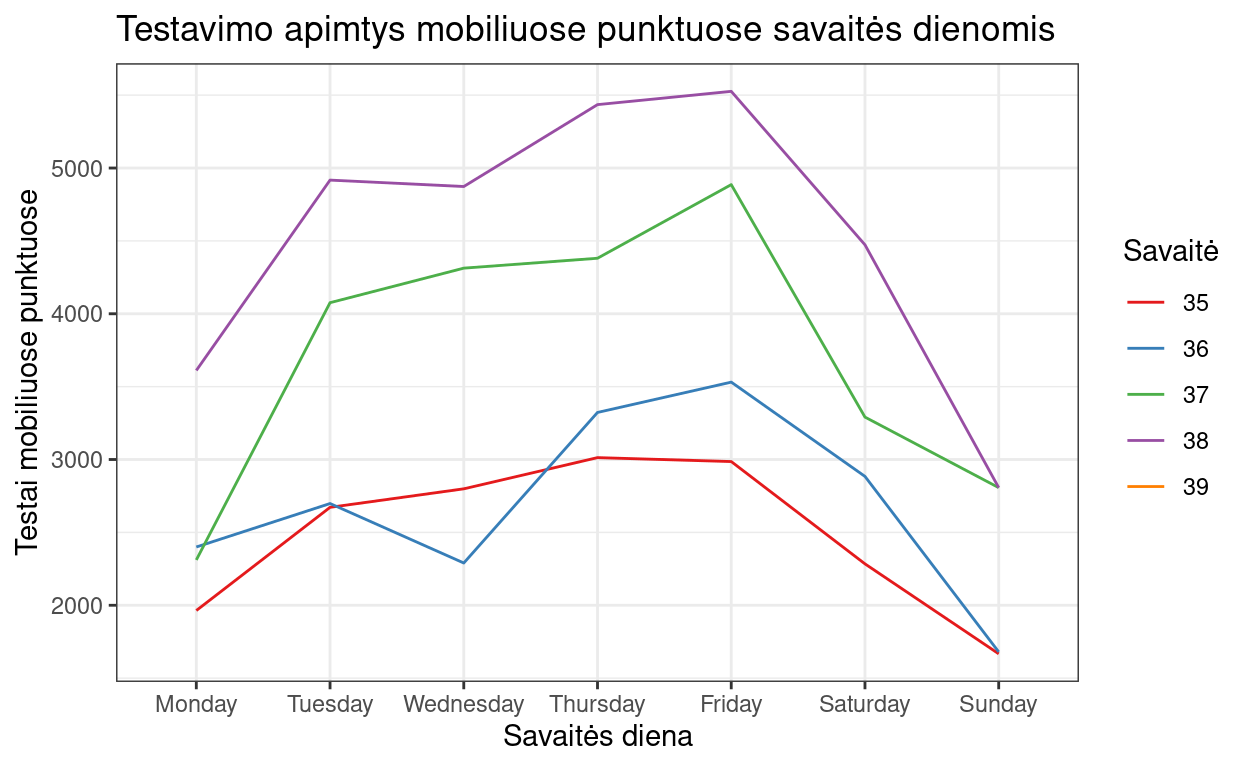 Testavimo apimtys mobiliuose punktuose savaitės dienomis
Testai mobiliuose punktuose
5000
4000
3000
2000
Monday
Tuesday
Wednesday
Thursday
Friday
Saturday
Sunday
Savaitės diena
Savaitė
35
36
37
38
39